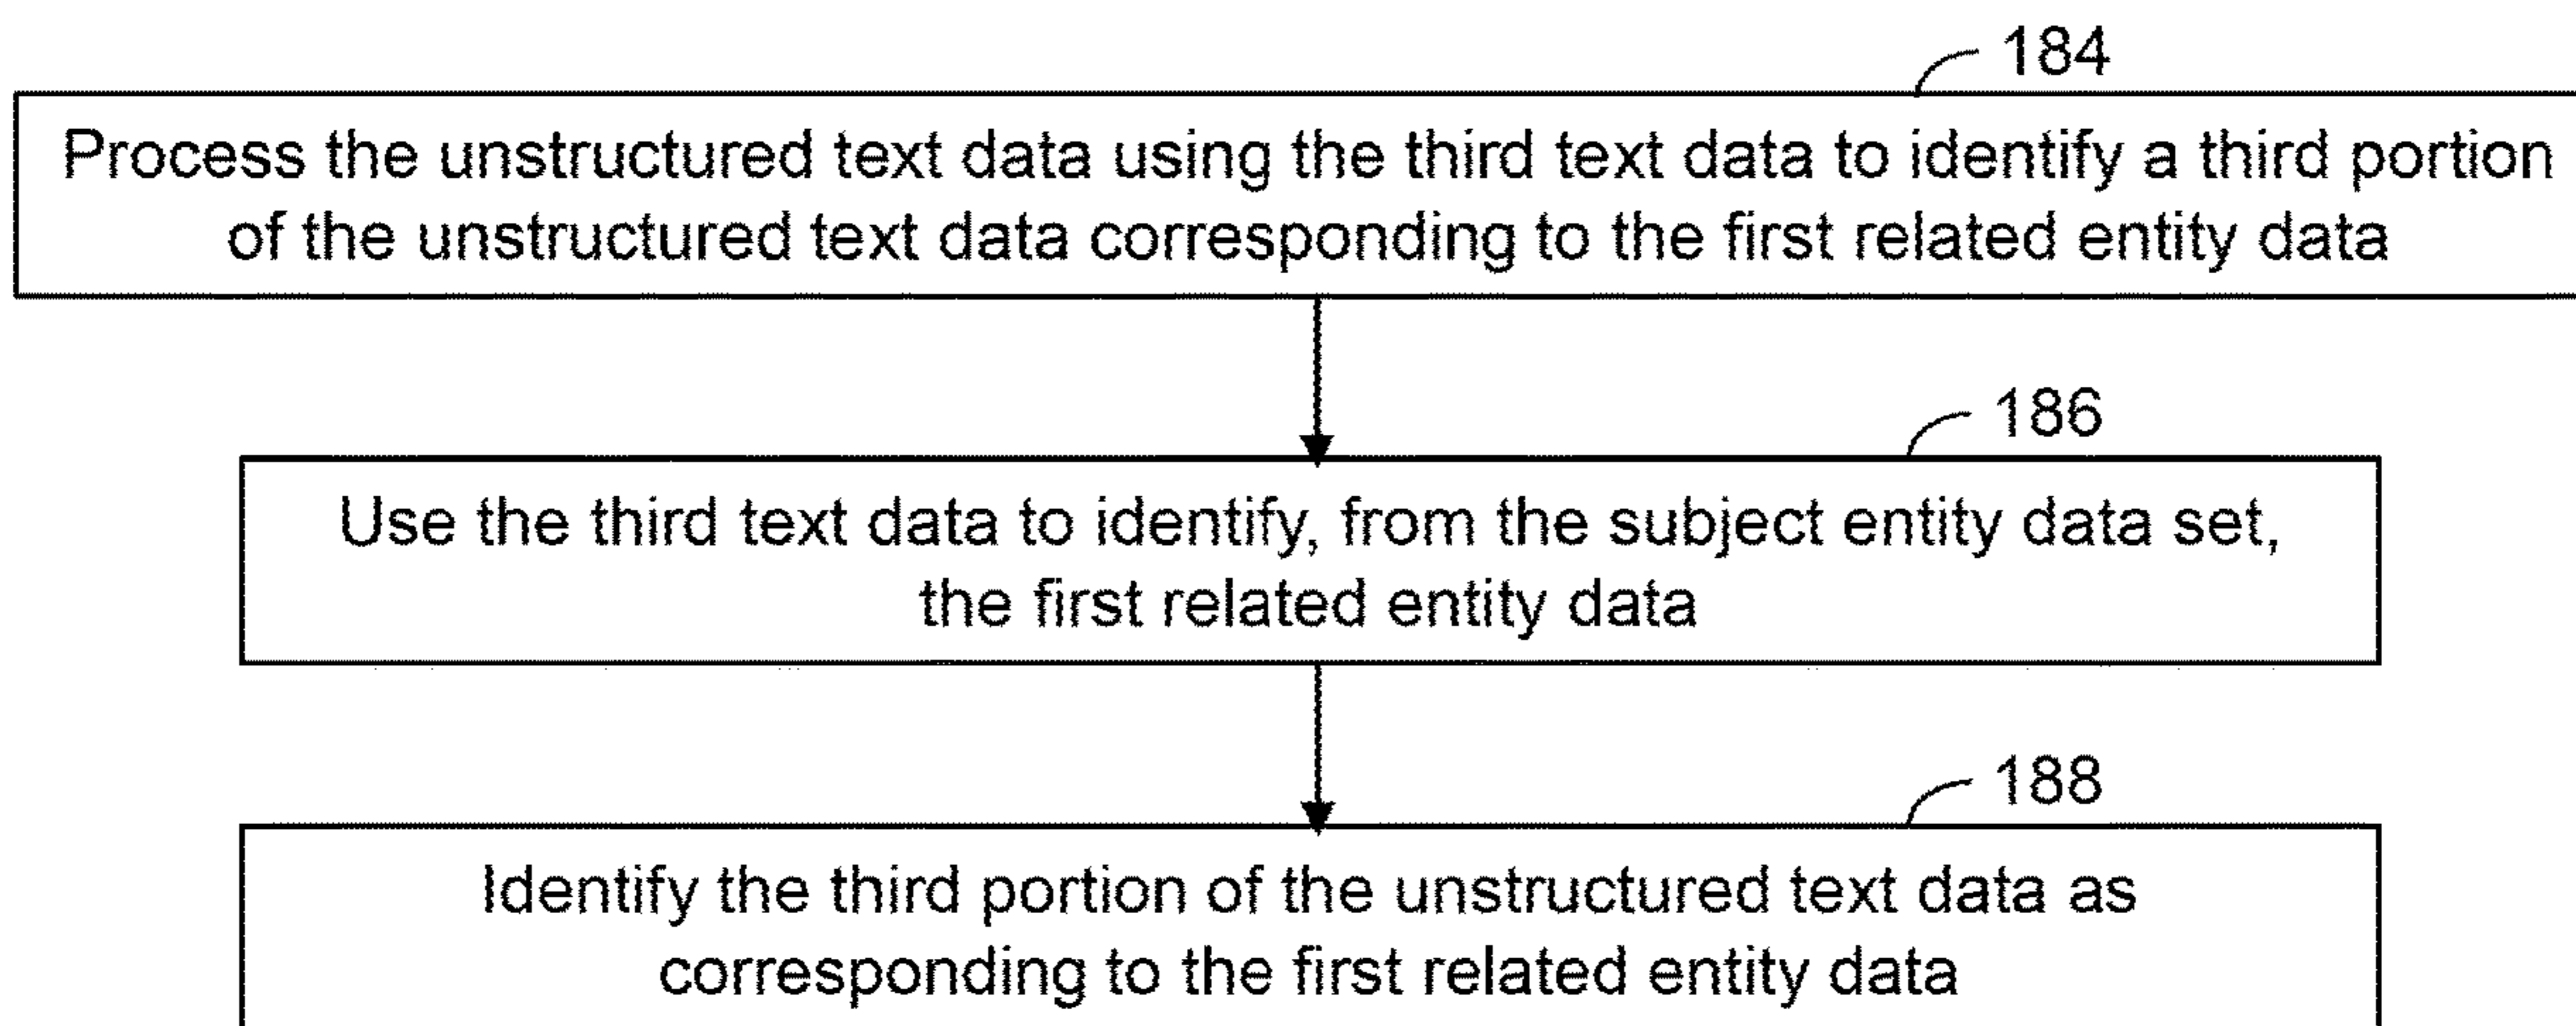 184
Process the unstructured text data using the third text data to identify a third portion
of the unstructured text data corresponding to the first related entity data
186
Use the third text data to identify, from the subject entity data set,
the first related entity data
188
Identify the third portion of the unstructured text data as
corresponding to the first related entity data